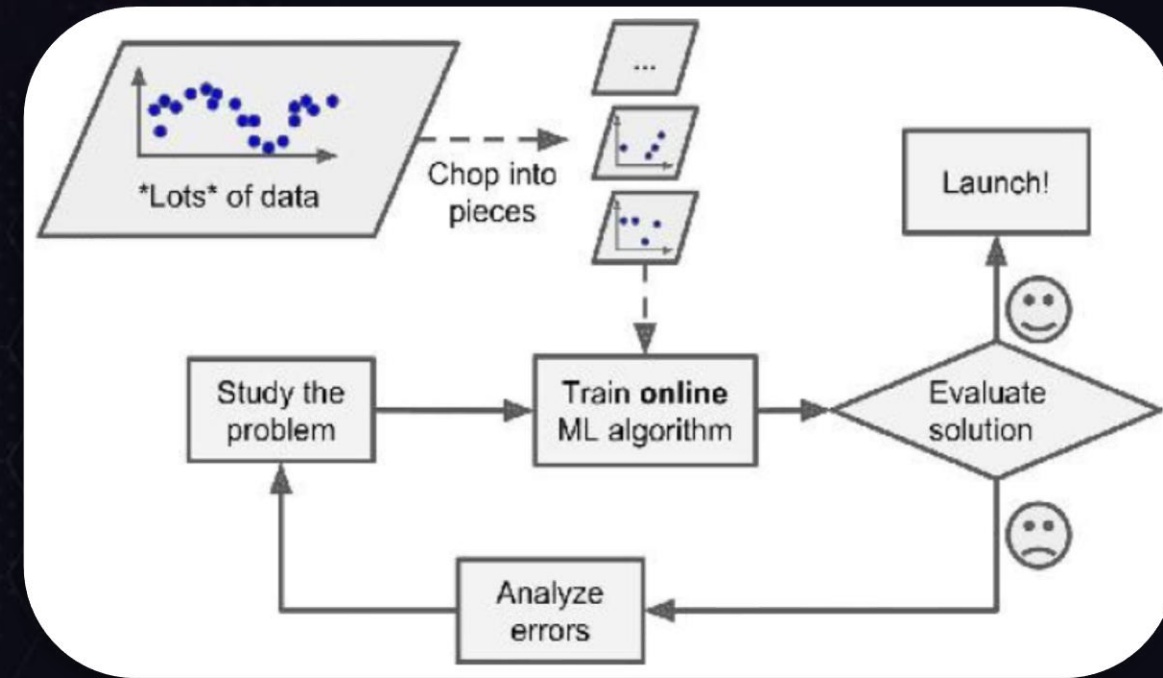 ...
*Lots* of data
Chop into
pieces
Launch!
Study the
problem
Train online
ML algorithm
Evaluate
solution
Analyze
errors